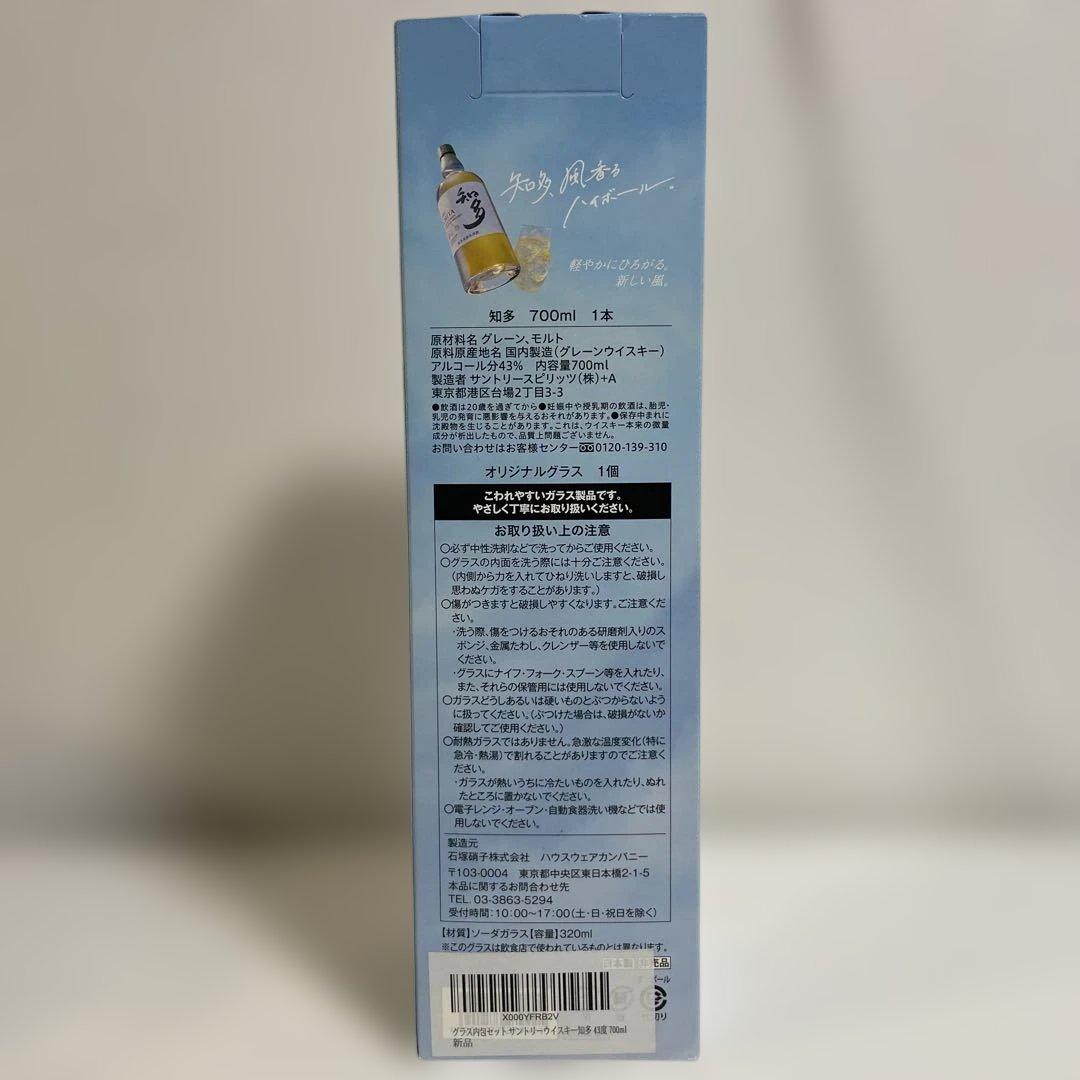 知多、風香る
ハイボール.
知多
軽やかにひろがる。
新しい風。
知多 700ml 1本
原材料名 グレーン、モルト
原料原産地名 国内製造（グレーンウイスキー）
アルコール分43% 内容量700ml
製造者 サントリースピリッツ（株）+A
東京都港区台場2丁目3-3
●飲酒は20歳を過ぎてから●妊娠中や授乳期の飲酒は、胎児・
乳児の発育に悪影響を与えるおそれがあります。●保存中まれに
沈殿物を生じることがあります。これは、ウイスキー本来の微量
成分が析出したもので、品質上問題ございません。
お問い合わせはお客様センター0120-139-310
オリジナルグラス 1個
こわれやすいガラス製品です。
やさしく丁寧にお取り扱いください。
お取り扱い上の注意
○必ず中性洗剤などで洗ってからご使用ください。
○グラスの内面を洗う際には十分ご注意ください。
（内側から力を入れてひねり洗いしますと、破損し
思わぬケガをすることがあります。）
○傷がつきますと破損しやすくなります。ご注意くだ
さい。
・洗う際、傷をつけるおそれのある研磨剤入りのス
ポンジ、金属たわし、クレンザー等を使用しないで
ください。
・グラスにナイフ・フォーク・スプーン等を入れたり、
また、それらの保管用には使用しないでください。
○ガラスどうしあるいは硬いものとぶつからないよう
に扱ってください。（ぶつけた場合は、破損がないか
確認してご使用ください。）
○耐熱ガラスではありません。急激な温度変化（特に
急冷・熱湯）で割れることがありますのでご注意く
ださい。
・ガラスが熱いうちに冷たいものを入れたり、ぬれ
たところに置かないでください。
○電子レンジ・オーブン・自動食器洗い機などでは使
用しないでください。
製造元
石塚硝子株式会社 ハウスウェアカンパニー
〒103-0004 東京都中央区東日本橋2-1-5
本品に関するお問合わせ先
TEL. 03-3863-5294
受付時間：10:00～17:00（土・日・祝日を除く）
【材質】ソーダガラス【容量】320ml
※このグラスは飲食店で使われているものとは異なります。
日本製 非売品
X000YFRB2V
グラス内包セット サントリーウイスキー知多 43度 700ml
新品